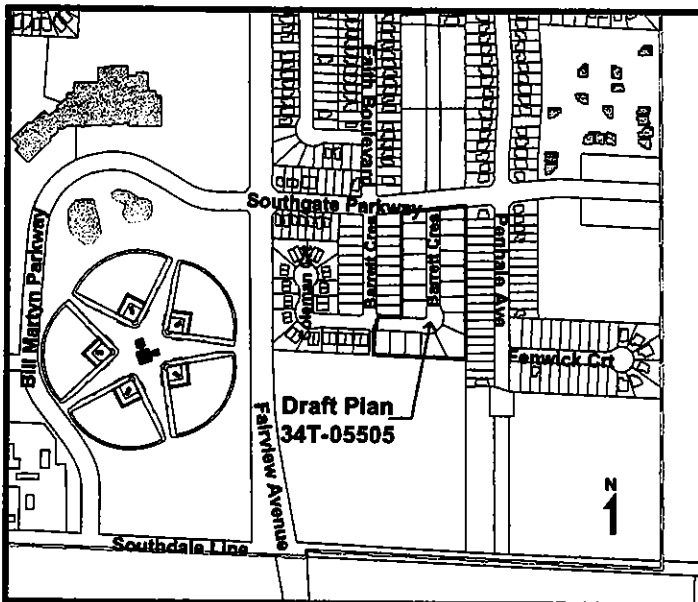 Faith Boulevard
Southgate Parkway
Bill Martyn Parkway
Barrett Cres
Barrett Cres
Penhale Ave
Fenwick Crt
Draft Plan
34T-05505
Fairview Avenue
N
Southdale Line